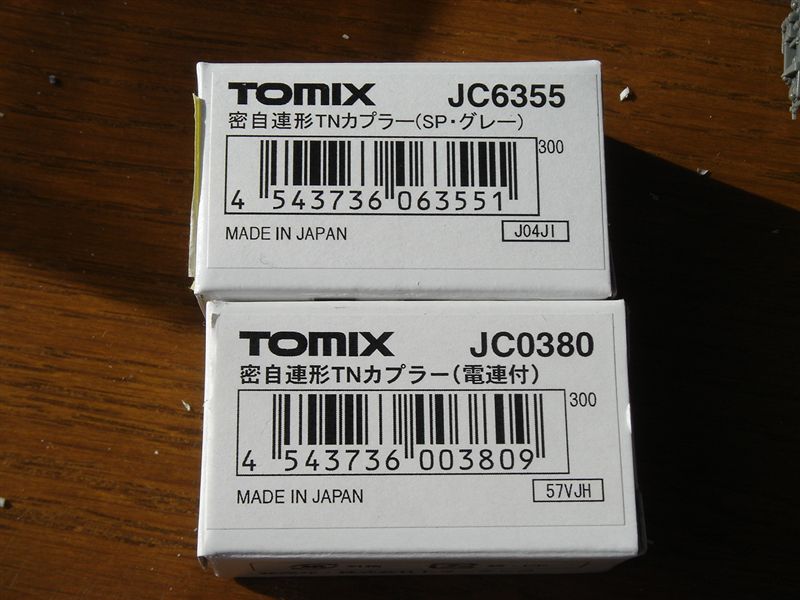 TOMIX JC6355
密自連形TNカプラー(SP・グレー)
300
4 543736 063551
MADE IN JAPAN J04JI
TOMIX JC0380
密自連形TNカプラー(電連付)
300
4 543736 003809
MADE IN JAPAN 57VJH